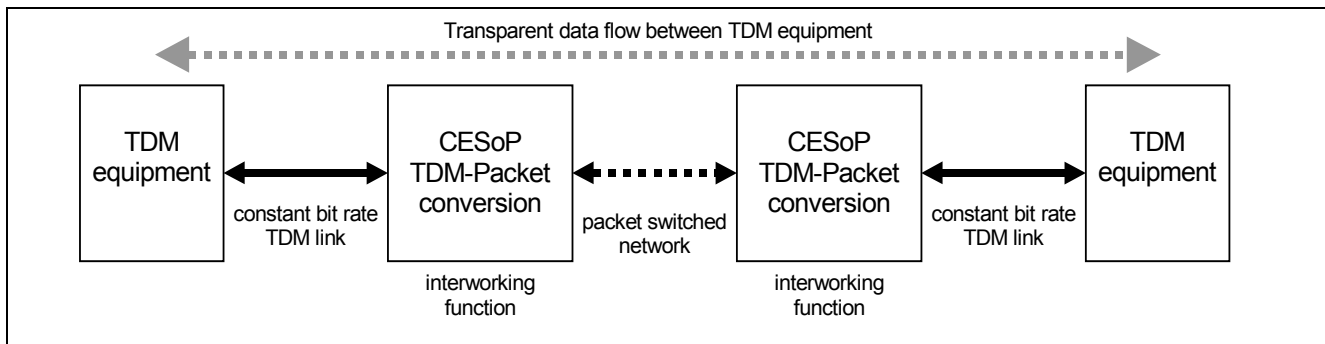 Transparent data flow between TDM equipment
TDM
equipment
constant bit rate
TDM link
CESoP
TDM-Packet
conversion
interworking
function
packet switched
network
CESoP
TDM-Packet
conversion
interworking
function
constant bit rate
TDM link
TDM
equipment